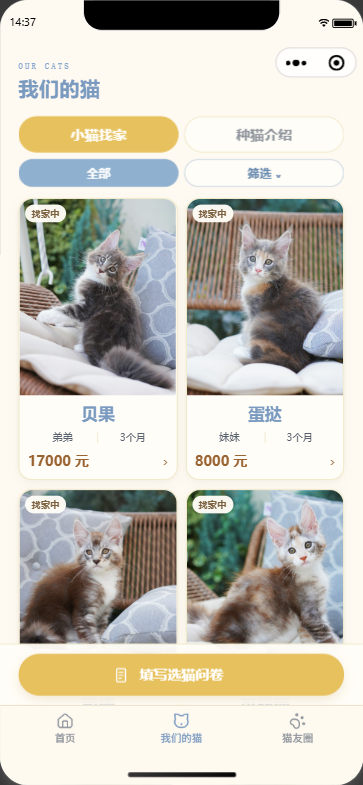 14:37
OUR CATS
我们的猫
小猫找家
种猫介绍
全部
筛选
找家中
找家中
贝果
蛋挞
弟弟
3个月
妹妹
3个月
17000 元
8000 元
找家中
找家中
填写选猫问卷
首页
我们的猫
猫友圈